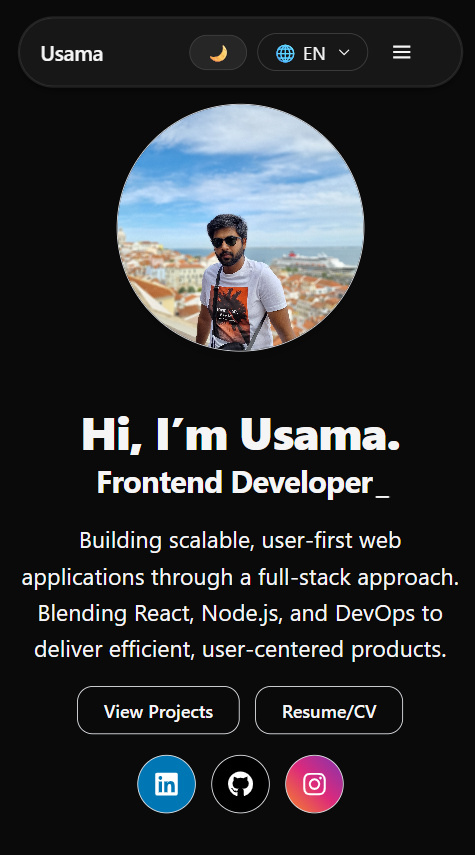 Usama
EN
Hi, I´m Usama.
Frontend Developer_
Building scalable, user-first web
applications through a full-stack approach.
Blending React, Node.js, and DevOps to
deliver efficient, user-centered products.
View Projects
Resume/CV
in